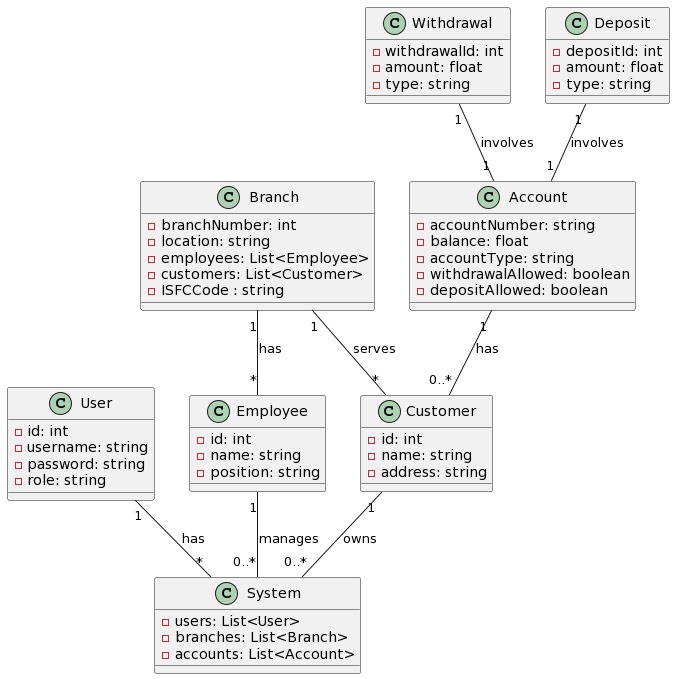 C Withdrawal
withdrawalId: int
amount: float
type: string
C Deposit
depositId: int
amount: float
type: string
1
involves
1
1
involves
1
C Branch
branchNumber: int
location: string
employees: List<Employee>
customers: List<Customer>
ISFCCode : string
C Account
accountNumber: string
balance: float
accountType: string
withdrawalAllowed: boolean
depositAllowed: boolean
1
has
*
1
serves
*
1
has
0..*
C User
id: int
username: string
password: string
role: string
C Employee
id: int
name: string
position: string
C Customer
id: int
name: string
address: string
1
has
*
1
manages
0..*
1
owns
0..*
C System
users: List<User>
branches: List<Branch>
accounts: List<Account>